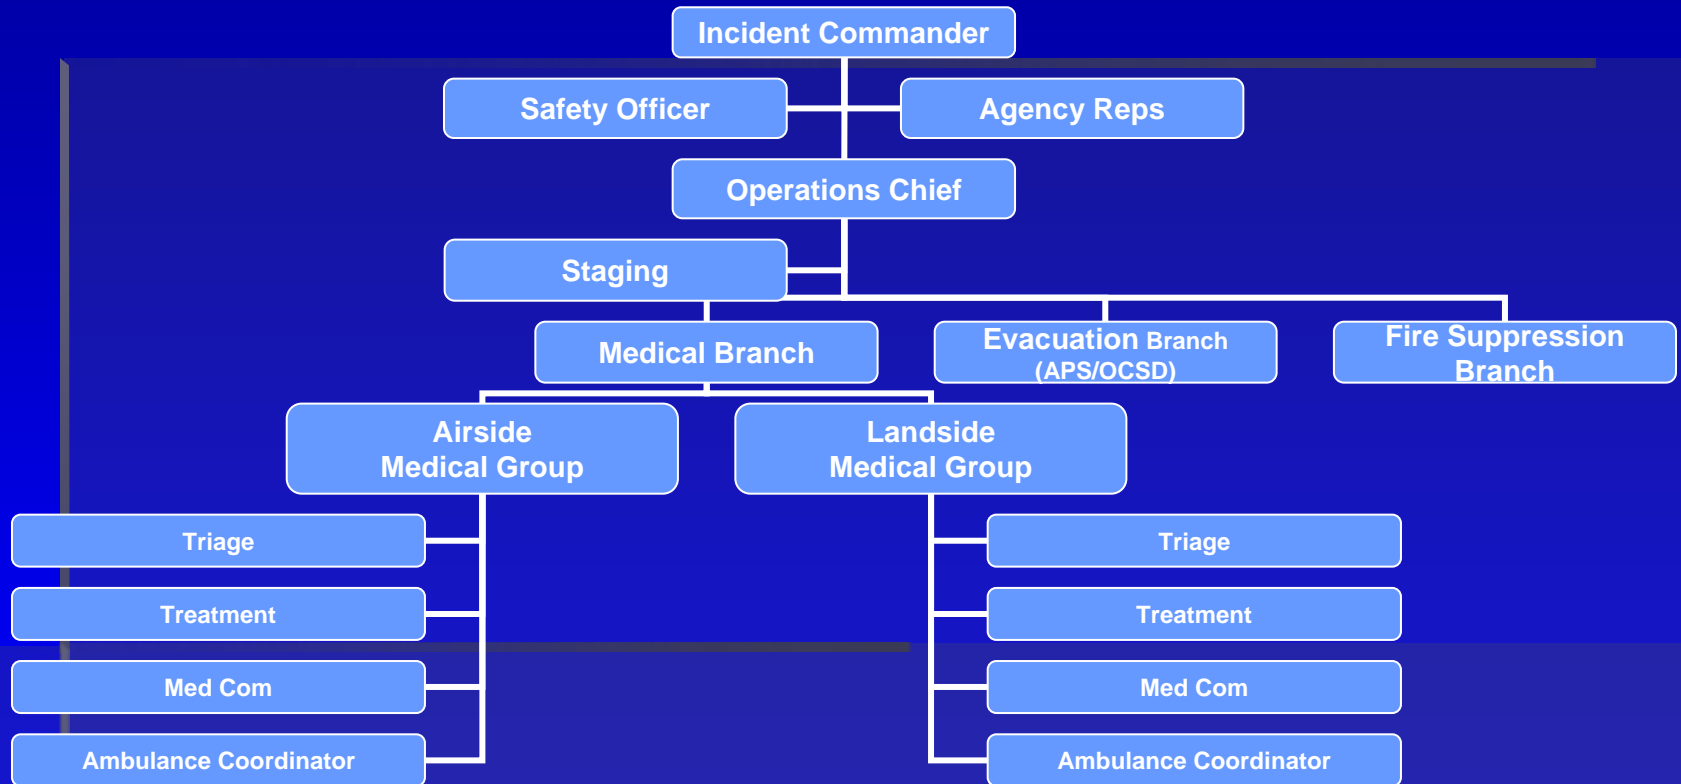 Incident Commander
Safety Officer
Agency Reps
Operations Chief
Staging
Medical Branch
Evacuation Branch
(APS/OCSD)
Fire Suppression
Branch
Airside
Medical Group
Landside
Medical Group
Triage
Triage
Treatment
Treatment
Med Com
Med Com
Ambulance Coordinator
Ambulance Coordinator